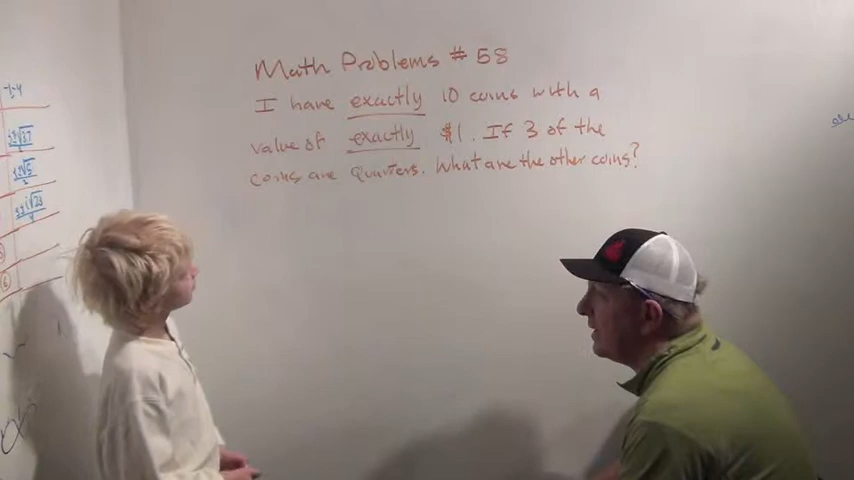 Math Problems # 58
I have exactly 10 coins with a
value of exactly $1. If 3 of the
coins are Quarters. What are the other coins?